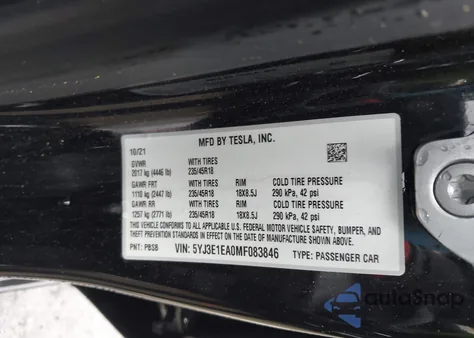 MFD BY TESLA, INC.
10/21
GVWR WITH TIRES
2017 kg (4446 lb) 235/45R18
GAWR FRT WITH TIRES RIM COLD TIRE PRESSURE
1110 kg (2447 lb) 235/45R18 18X8.5J 290 kPa, 42 psi
GAWR RR WITH TIRES RIM COLD TIRE PRESSURE
1257 kg (2771 lb) 235/45R18 18X8.5J 290 kPa, 42 psi
THIS VEHICLE CONFORMS TO ALL APPLICABLE U.S. FEDERAL MOTOR VEHICLE SAFETY, BUMPER, AND
THEFT PREVENTION STANDARDS IN EFFECT ON THE DATE OF MANUFACTURE SHOWN ABOVE.
PNT: PBSB VIN: 5YJ3E1EA0MF083846 TYPE: PASSENGER CAR
autoSnap